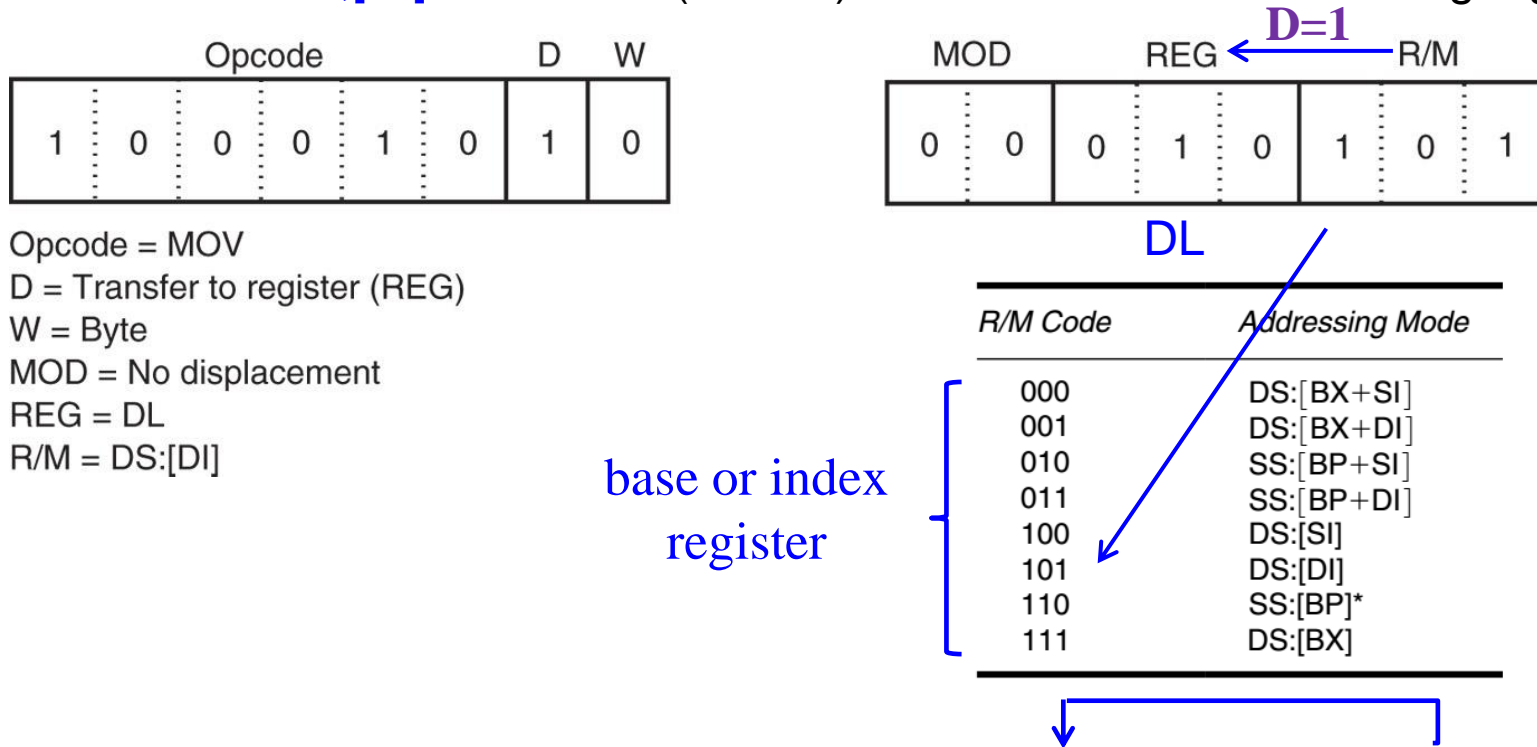 D=1
Opcode D W
1 0 0 0 1 0 1 0
MOD REG R/M
0 0 0 1 0 1 0 1
DL
Opcode = MOV
D = Transfer to register (REG)
W = Byte
MOD = No displacement
REG = DL
R/M = DS:[DI]
R/M Code Addressing Mode
000 DS:[BX+SI]
001 DS:[BX+DI]
010 SS:[BP+SI]
011 SS:[BP+DI]
100 DS:[SI]
101 DS:[DI]
110 SS:[BP]*
111 DS:[BX]
base or index
register